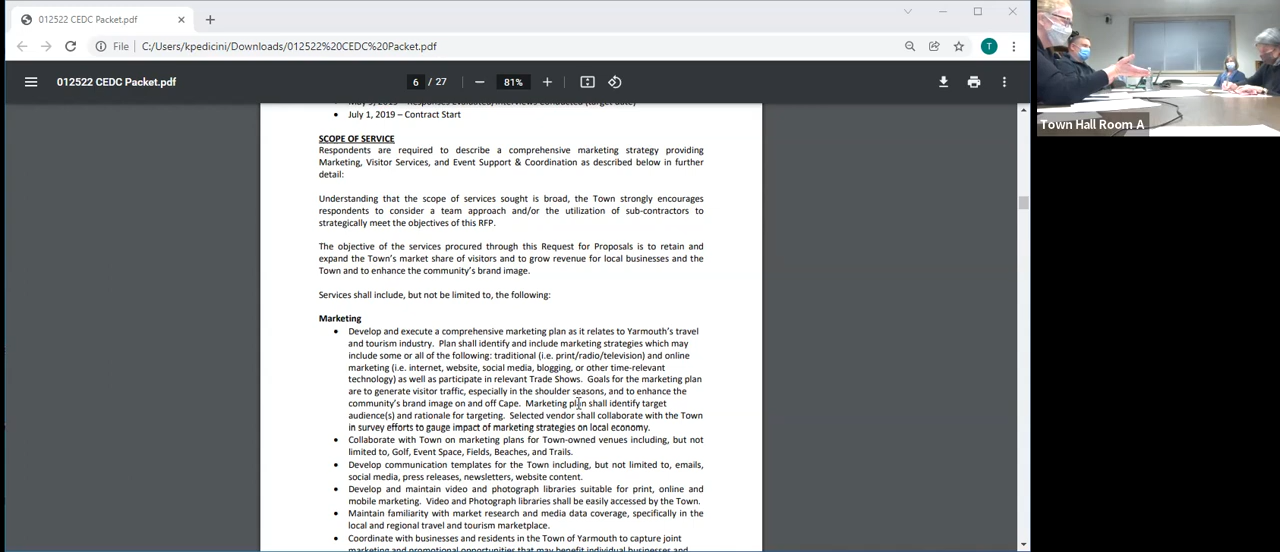 012522 CEDC Packet.pdf
File
C:/Users/kpedicini/Downloads/012522%20CEDC%20Packet.pdf
T
012522 CEDC Packet.pdf
6 / 27
81%
May 3, 2019 – Responses Evaluated/Interviews Conducted (target date)
July 1, 2019 – Contract Start
SCOPE OF SERVICE
Respondents are required to describe a comprehensive marketing strategy providing
Marketing, Visitor Services, and Event Support & Coordination as described below in further
detail:
Understanding that the scope of services sought is broad, the Town strongly encourages
respondents to consider a team approach and/or the utilization of sub-contractors to
strategically meet the objectives of this RFP.
The objective of the services procured through this Request for Proposals is to retain and
expand the Town's market share of visitors and to grow revenue for local businesses and the
Town and to enhance the community's brand image.
Services shall include, but not be limited to, the following:
Marketing
Develop and execute a comprehensive marketing plan as it relates to Yarmouth's travel
and tourism industry. Plan shall identify and include marketing strategies which may
include some or all of the following: traditional (i.e. print/radio/television) and online
marketing (i.e. internet, website, social media, blogging, or other time-relevant
technology) as well as participate in relevant Trade Shows. Goals for the marketing plan
are to generate visitor traffic, especially in the shoulder seasons, and to enhance the
community's brand image on and off Cape. Marketing plan shall identify target
audience(s) and rationale for targeting. Selected vendor shall collaborate with the Town
in survey efforts to gauge impact of marketing strategies on local economy.
Collaborate with Town on marketing plans for Town-owned venues including, but not
limited to, Golf, Event Space, Fields, Beaches, and Trails.
Develop communication templates for the Town including, but not limited to, emails,
social media, press releases, newsletters, website content.
Develop and maintain video and photograph libraries suitable for print, online and
mobile marketing. Video and Photograph libraries shall be easily accessed by the Town.
Maintain familiarity with market research and media data coverage, specifically in the
local and regional travel and tourism marketplace.
Coordinate with businesses and residents in the Town of Yarmouth to capture joint
marketing and promotional opportunities that may benefit individual businesses and
Town Hall Room A